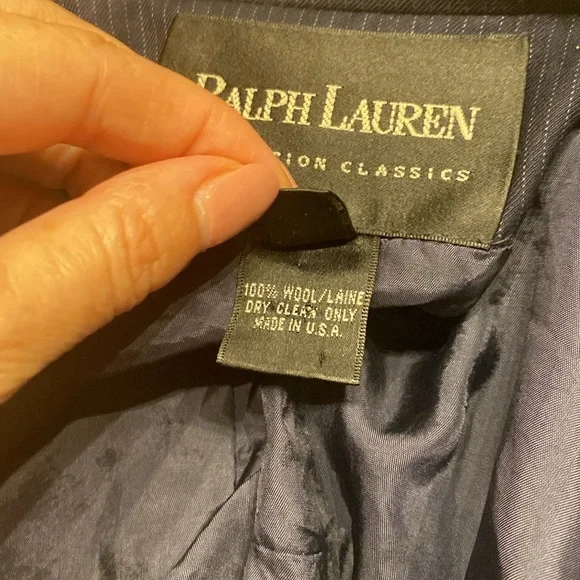 RALPH LAUREN
CLASSICS
100% WOOL/LAINE
DRY CLEAN ONLY
MADE IN U.S.A.